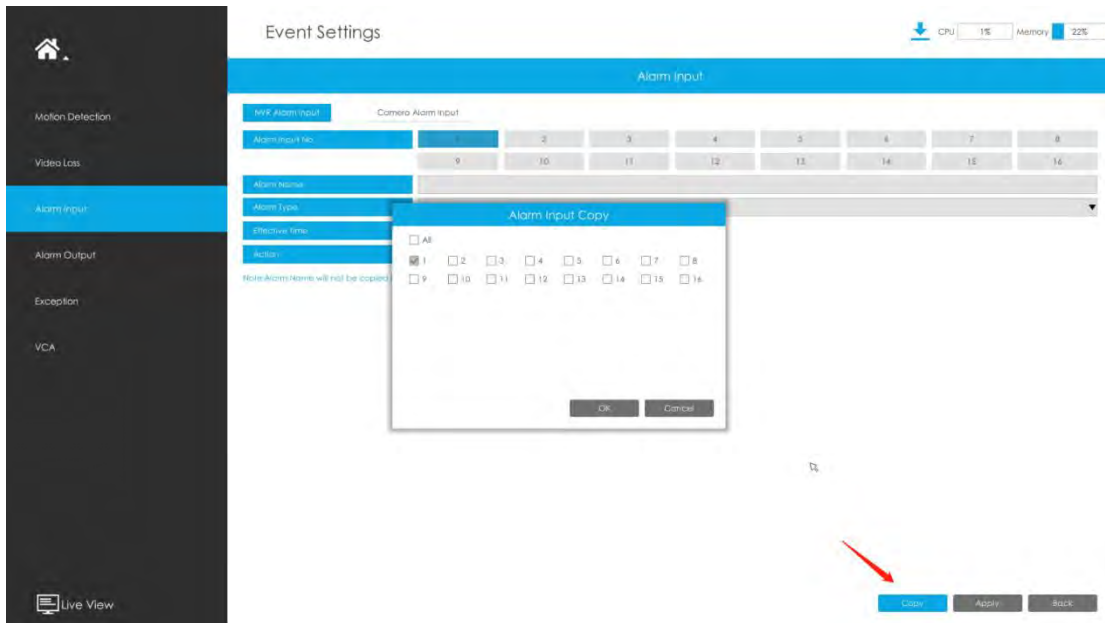 Event Settings
CPU 1% Memory 22%
Alarm Input
Motion Detection
Video Loss
Alarm Input
Alarm Output
Exception
VCA
Live View
NVR Alarm Input Camera Alarm Input
Alarm Input No. 1 2 3 4 5 6 7 8
9 10 11 12 13 14 15 16
Alarm Name
Alarm Type
Effective Time
Action
Note:Alarm Name will not be copied
Alarm Input Copy
All
1 2 3 4 5 6 7 8
9 10 11 12 13 14 15 16
OK Cancel
Copy Apply Back